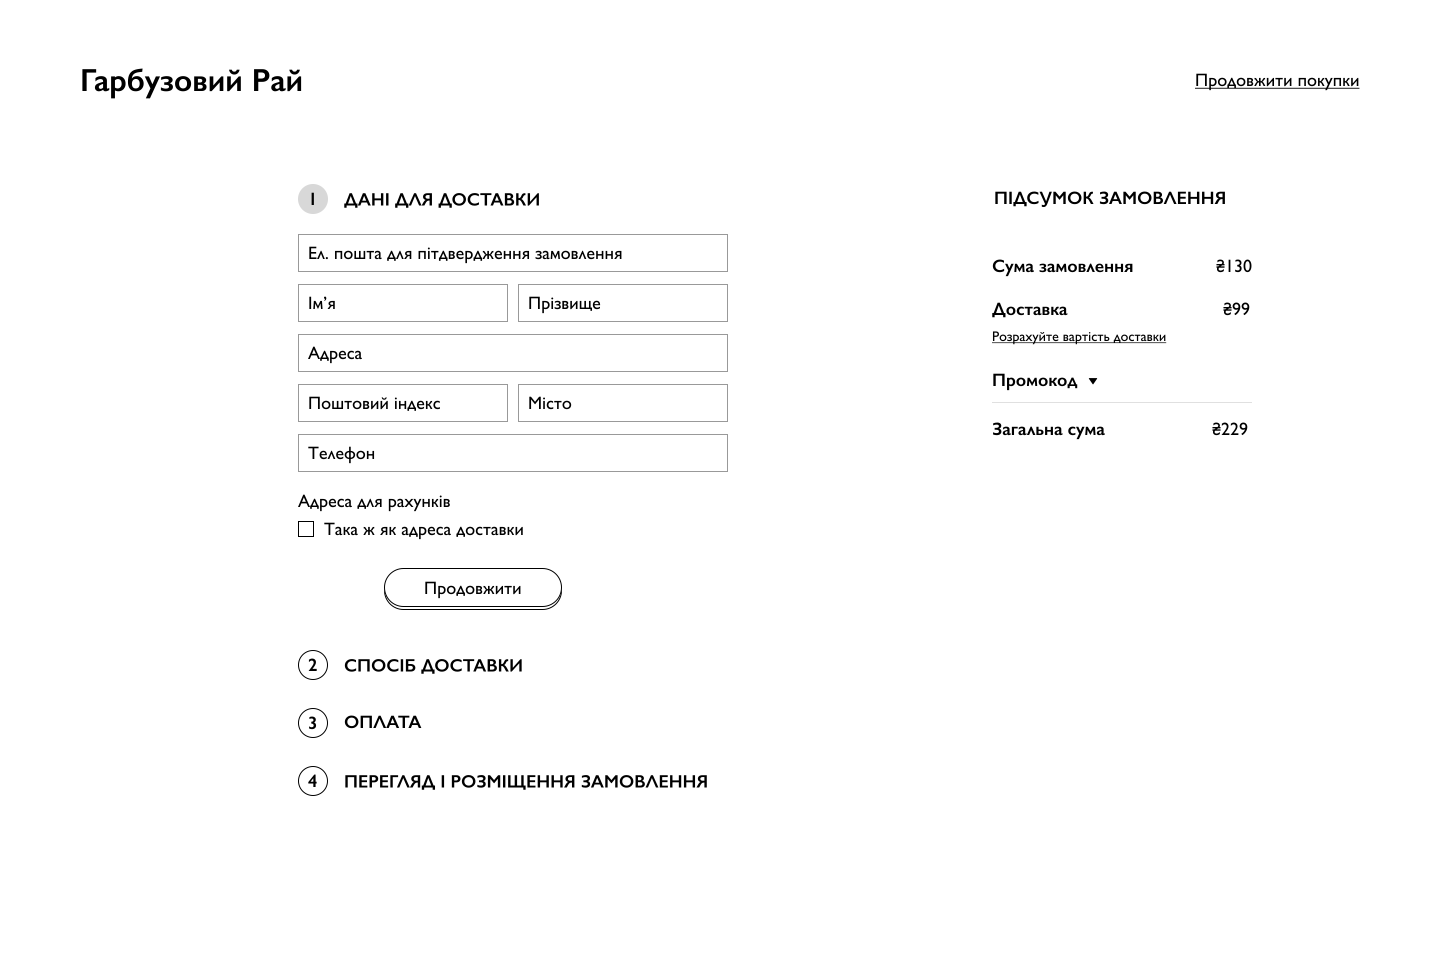 Гарбузовий Рай
Продовжити покупки
1 ДАНІ ДЛЯ ДОСТАВКИ
Ел. пошта для пітдвердження замовлення
Ім’я
Прізвище
Адреса
Поштовий індекс
Місто
Телефон
Адреса для рахунків
Така ж як адреса доставки
Продовжити
2 СПОСІБ ДОСТАВКИ
3 ОПЛАТА
4 ПЕРЕГЛЯД І РОЗМІЩЕННЯ ЗАМОВЛЕННЯ
ПІДСУМОК ЗАМОВЛЕННЯ
Сума замовлення ₴130
Доставка ₴99
Розрахуйте вартість доставки
Промокод
Загальна сума ₴229